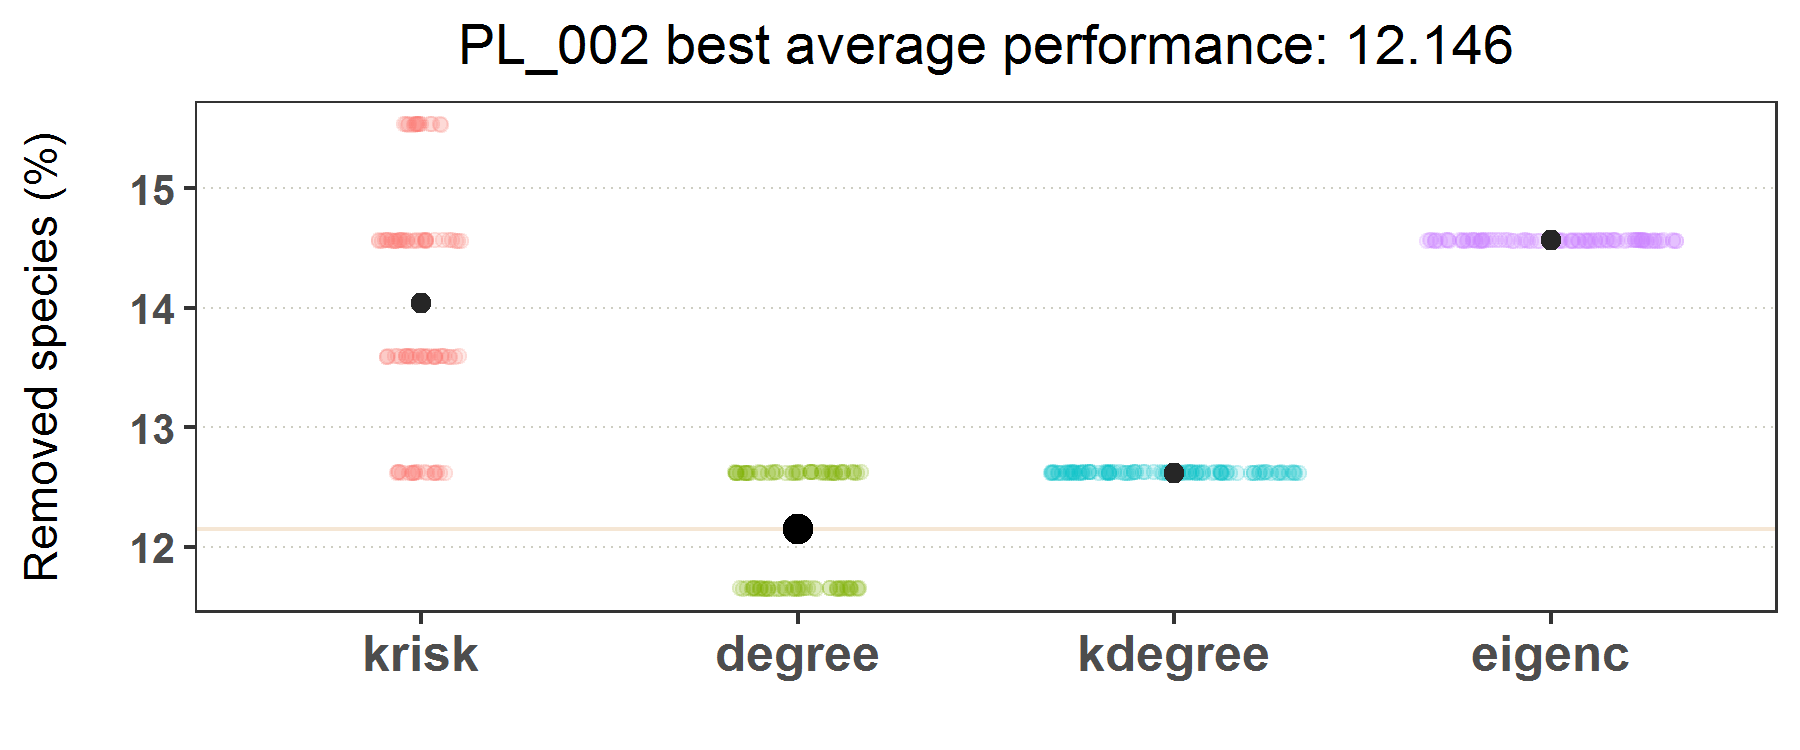 PL_002 best average performance: 12.146
Removed species (%)
15
14
13
12
krisk degree kdegree eigenc